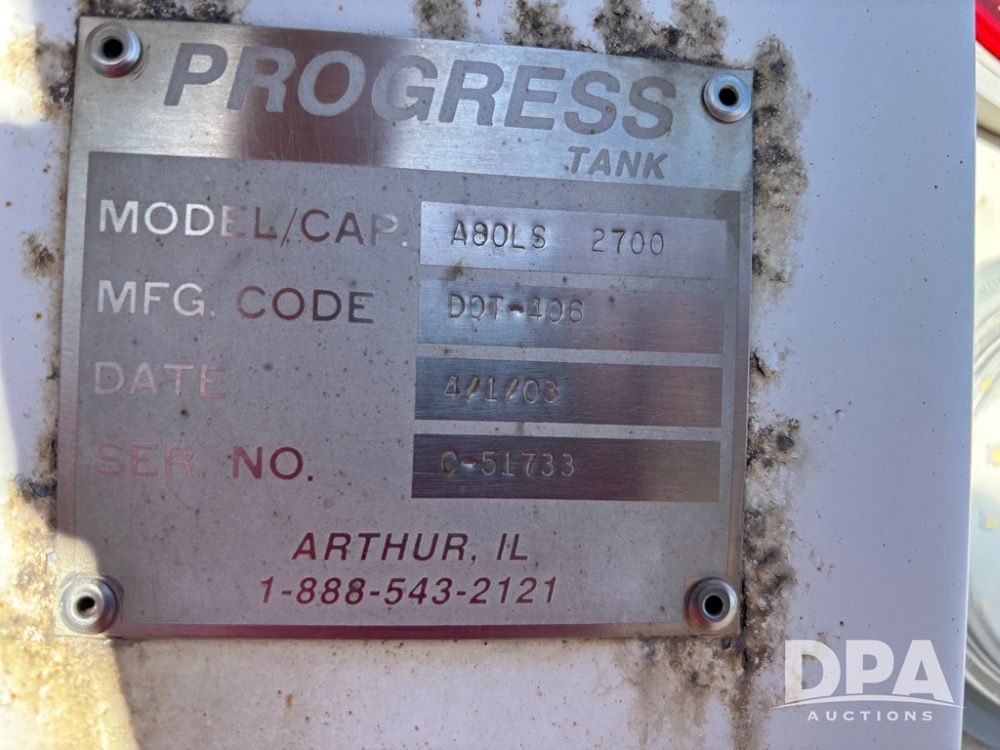 PROGRESS
TANK
MODEL/CAP. A80LS 2700
MFG. CODE DOT-406
DATE 4/1/03
SER. NO. C-51733
ARTHUR, IL
1-888-543-2121
DPA
AUCTIONS